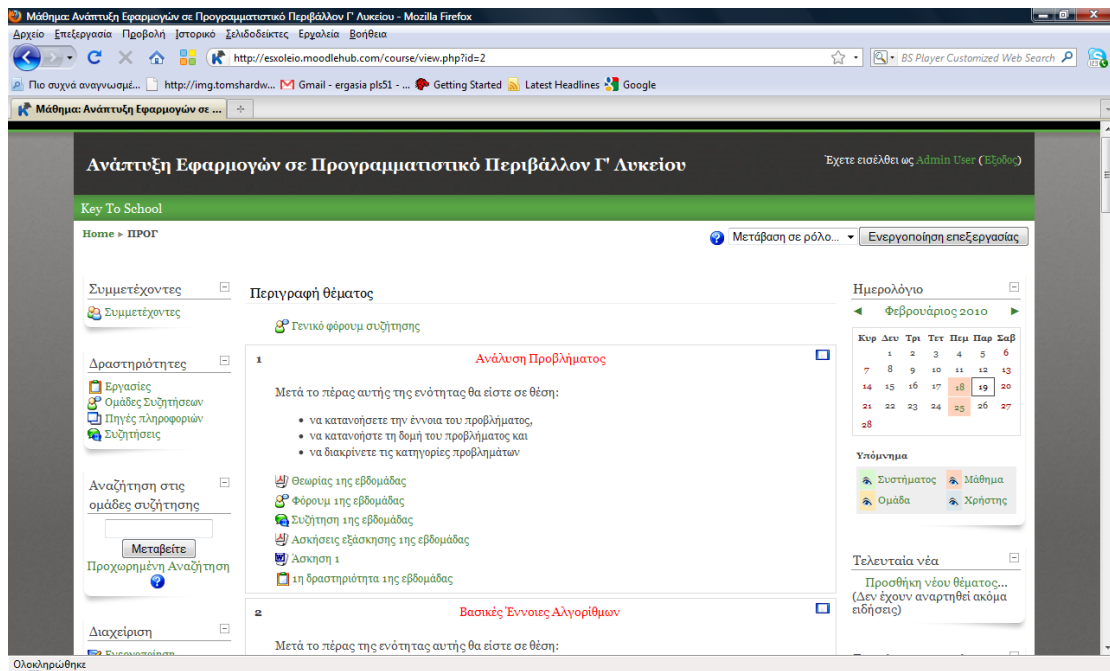 Μάθημα: Ανάπτυξη Εφαρμογών σε Προγραμματιστικό Περιβάλλον Γ' Λυκείου - Mozilla Firefox
Αρχείο Επεξεργασία Προβολή Ιστορικό Σελιδοδείκτες Εργαλεία Βοήθεια
http://esxoleio.moodlehub.com/course/view.php?id=2
BS Player Customized Web Search
Πιο συχνά αναγνωσμέ... http://img.tomshardw... Gmail - ergasia pls51 - ... Getting Started Latest Headlines Google
Μάθημα: Ανάπτυξη Εφαρμογών σε ...
Ανάπτυξη Εφαρμογών σε Προγραμματιστικό Περιβάλλον Γ' Λυκείου
Έχετε εισέλθει ως Admin User (Έξοδος)
Key To School
Home ► ΠΡΟΓ
Μετάβαση σε ρόλο... Ενεργοποίηση επεξεργασίας
Συμμετέχοντες
Συμμετέχοντες
Δραστηριότητες
Εργασίες
Ομάδες Συζητήσεων
Πηγές πληροφοριών
Συζητήσεις
Αναζήτηση στις
ομάδες συζήτησης
Μεταβείτε
Προχωρημένη Αναζήτηση
Διαχείριση
Περιγραφή θέματος
Γενικό φόρουμ συζήτησης
1 Ανάλυση Προβλήματος
Μετά το πέρας αυτής της ενότητας θα είστε σε θέση:
• να κατανοήσετε την έννοια του προβλήματος,
• να κατανοήστε τη δομή του προβλήματος και
• να διακρίνετε τις κατηγορίες προβλημάτων
Θεωρίας 1ης εβδομάδας
Φόρουμ 1ης εβδομάδας
Συζήτηση 1ης εβδομάδας
Ασκήσεις εξάσκησης 1ης εβδομάδας
Άσκηση 1
1η δραστηριότητα 1ης εβδομάδας
2 Βασικές Έννοιες Αλγορίθμων
Μετά το πέρας της ενότητας αυτής θα είστε σε θέση:
Ημερολόγιο
◄ Φεβρουάριος 2010 ►
Κυρ Δευ Τρι Τετ Πεμ Παρ Σαβ
1 2 3 4 5 6
7 8 9 10 11 12 13
14 15 16 17 18 19 20
21 22 23 24 25 26 27
28
Υπόμνημα
Συστήματος Μάθημα
Ομάδα Χρήστης
Τελευταία νέα
Προσθήκη νέου θέματος...
(Δεν έχουν αναρτηθεί ακόμα
ειδήσεις)
Ολοκληρώθηκε